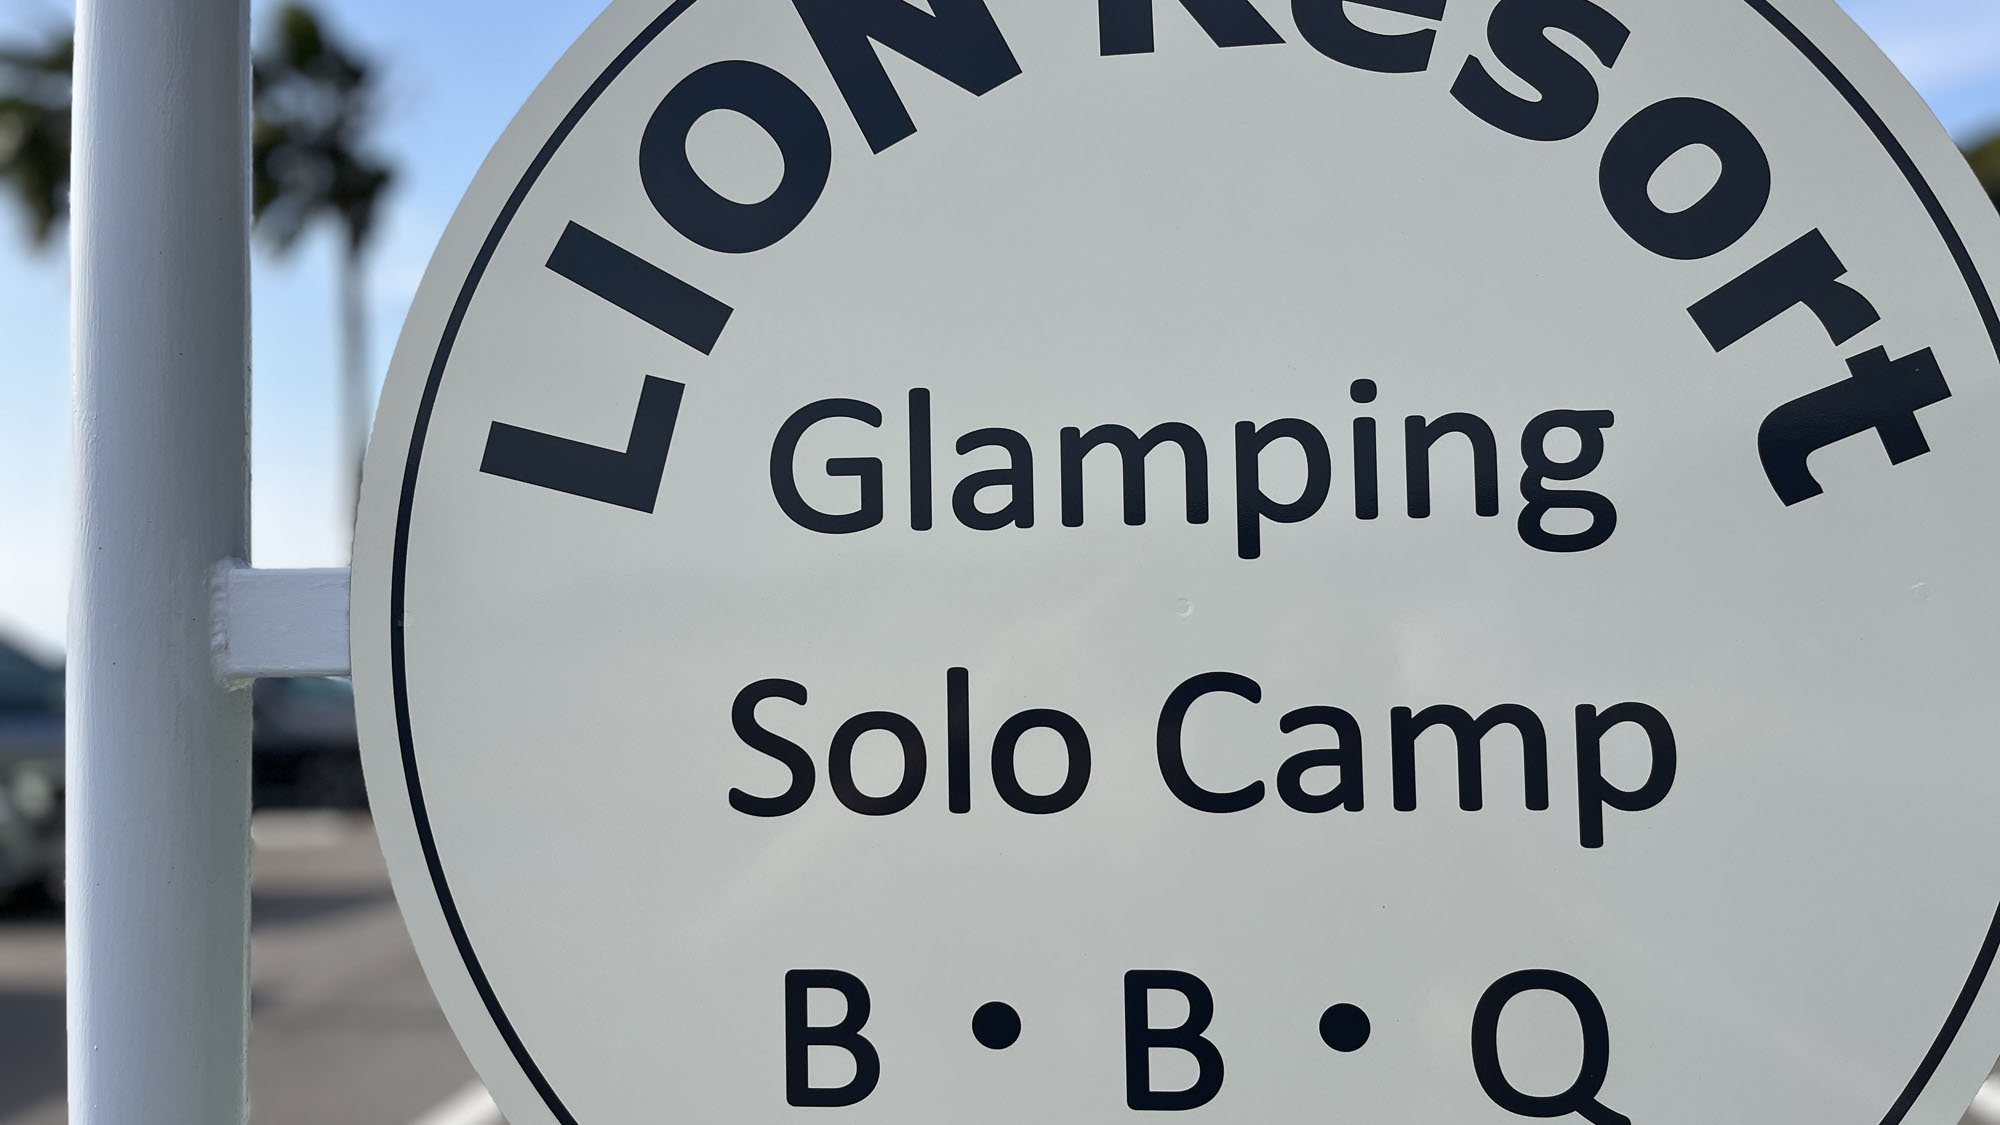 LION Resort
Glamping
Solo Camp
B・B・Q